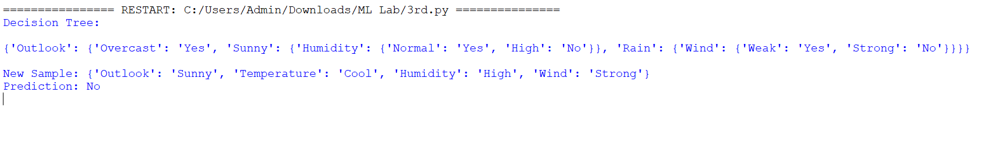 ================ RESTART: C:/Users/Admin/Downloads/ML Lab/3rd.py ===============
Decision Tree:
{'Outlook': {'Overcast': 'Yes', 'Sunny': {'Humidity': {'Normal': 'Yes', 'High': 'No'}}, 'Rain': {'Wind': {'Weak': 'Yes', 'Strong': 'No'}}}}
New Sample: {'Outlook': 'Sunny', 'Temperature': 'Cool', 'Humidity': 'High', 'Wind': 'Strong'}
Prediction: No